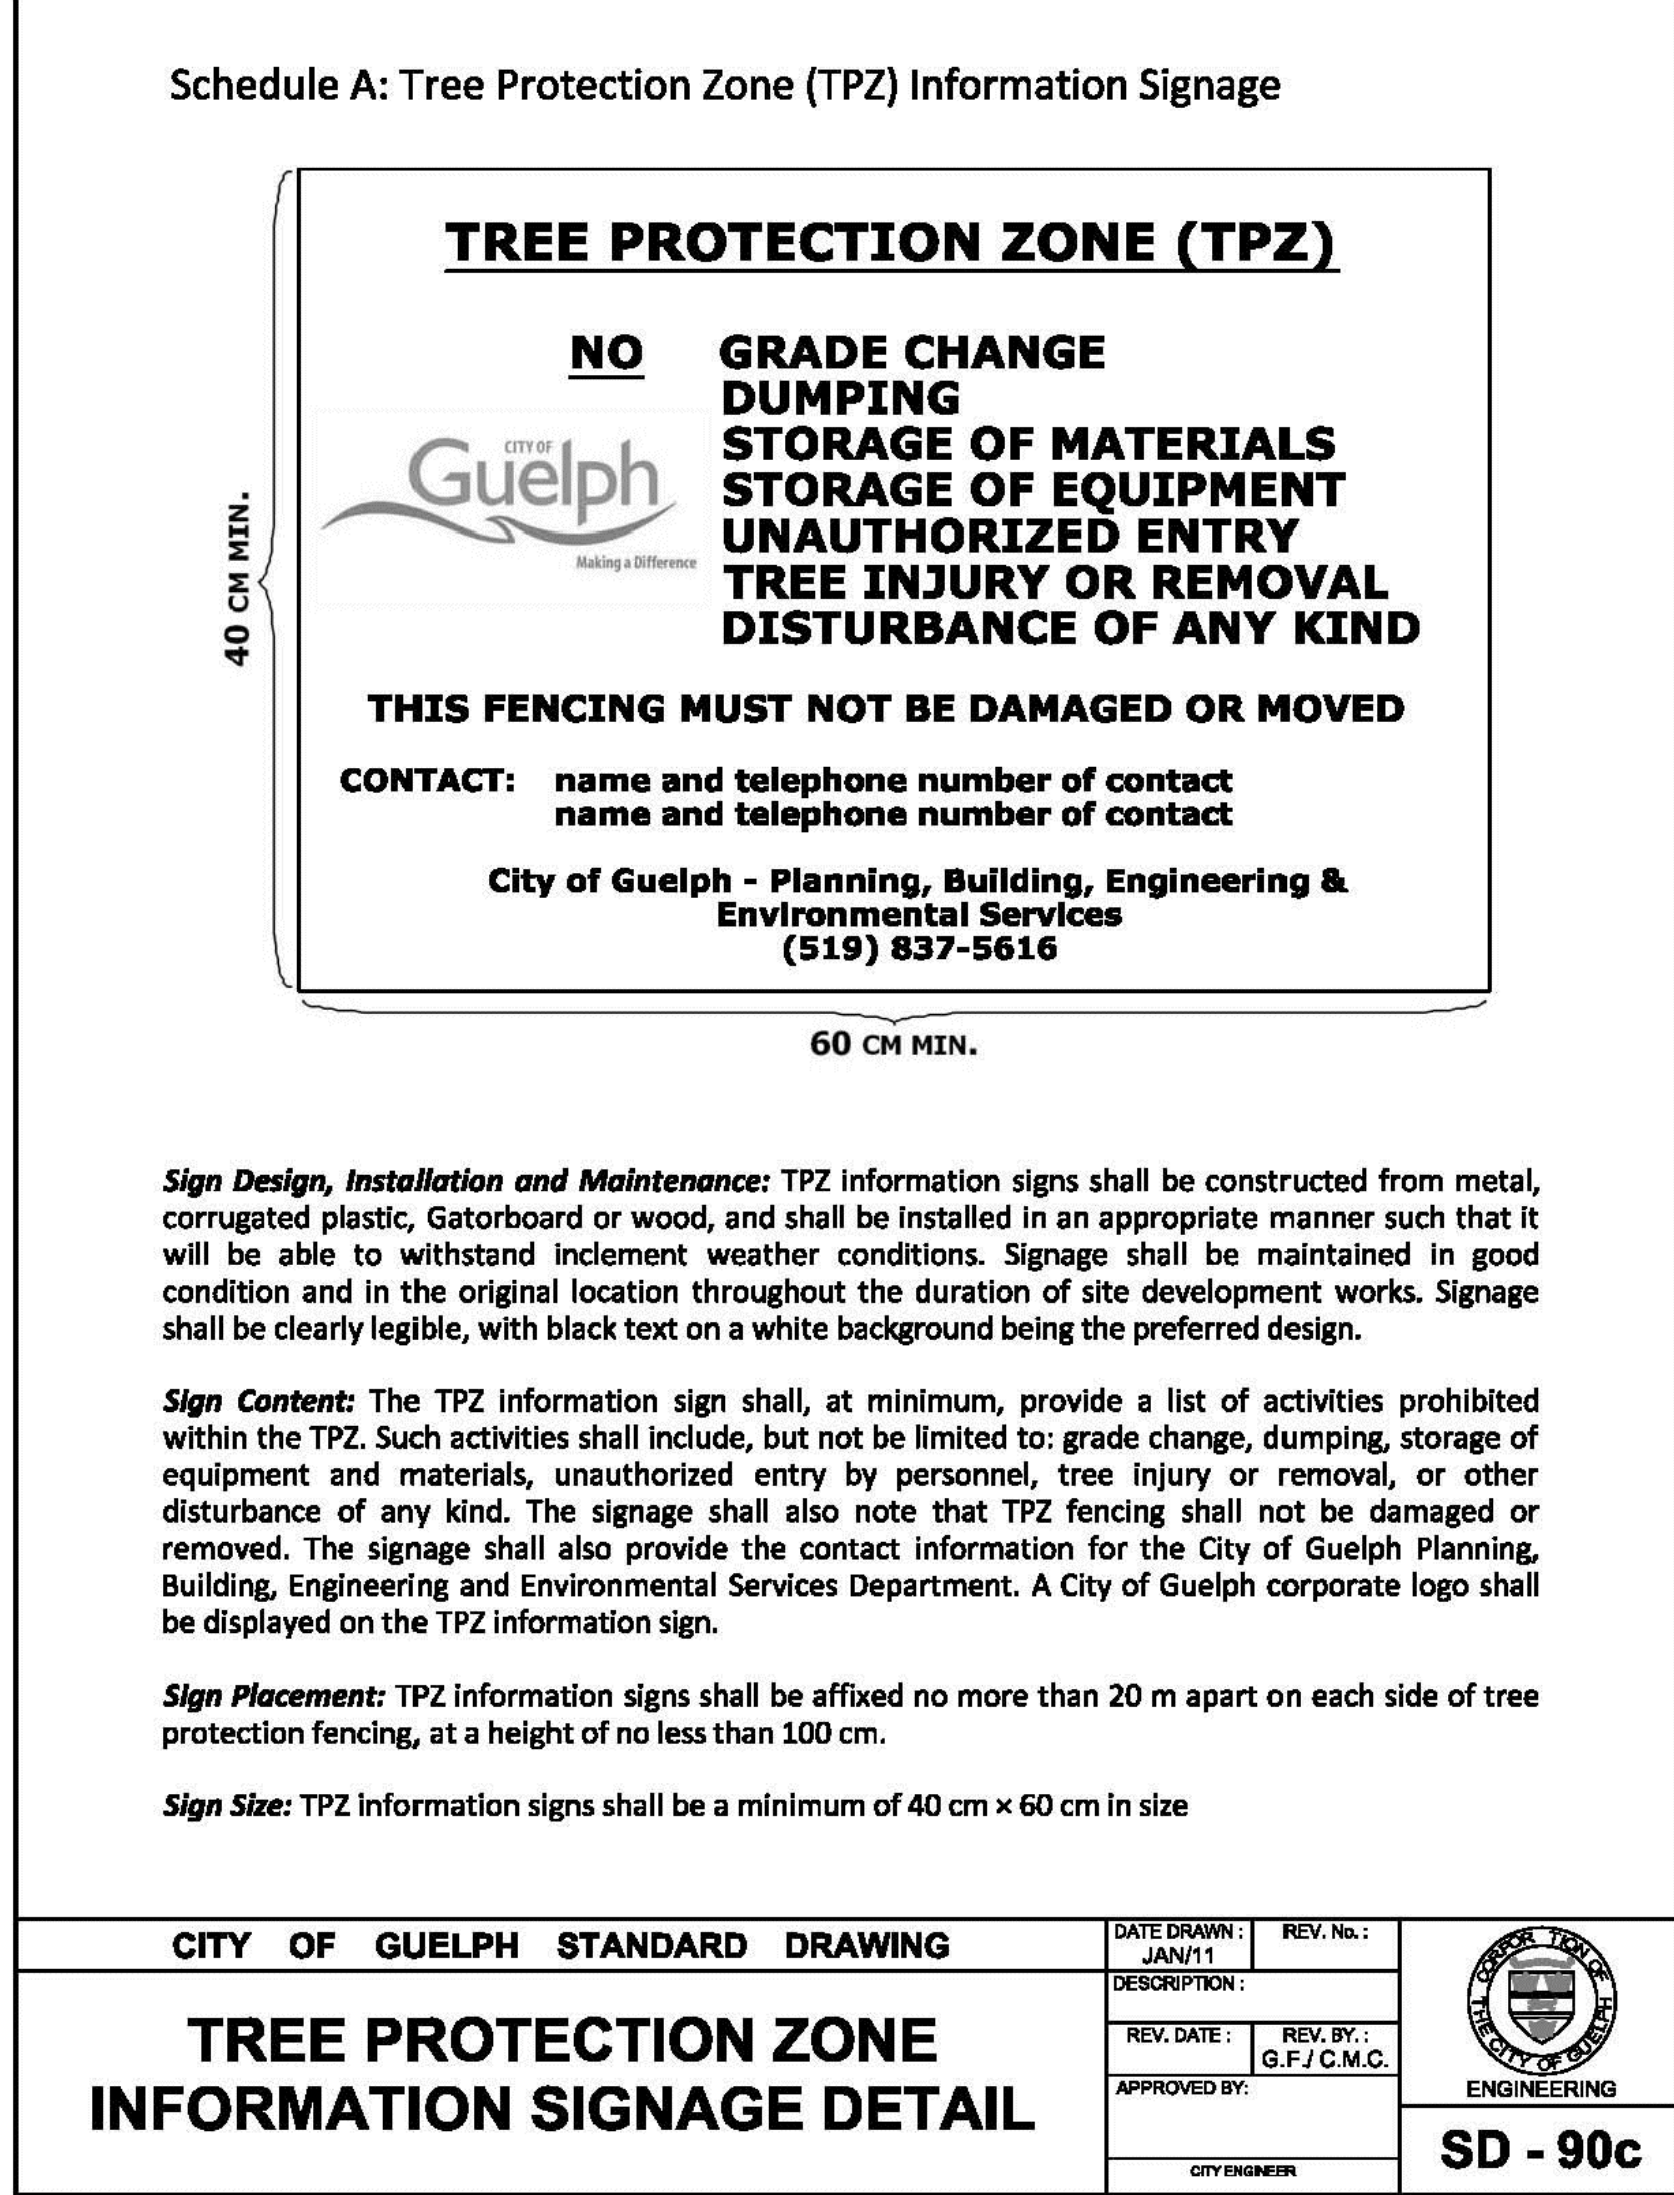 Schedule A: Tree Protection Zone (TPZ) Information Signage
TREE PROTECTION ZONE (TPZ)
NO GRADE CHANGE
DUMPING
STORAGE OF MATERIALS
STORAGE OF EQUIPMENT
UNAUTHORIZED ENTRY
TREE INJURY OR REMOVAL
DISTURBANCE OF ANY KIND
CITY OF
Guelph
Making a Difference
40 CM MIN.
THIS FENCING MUST NOT BE DAMAGED OR MOVED
CONTACT: name and telephone number of contact
name and telephone number of contact
City of Guelph - Planning, Building, Engineering &
Environmental Services
(519) 837-5616
60 CM MIN.
Sign Design, Installation and Maintenance: TPZ information signs shall be constructed from metal,
corrugated plastic, Gatorboard or wood, and shall be installed in an appropriate manner such that it
will be able to withstand inclement weather conditions. Signage shall be maintained in good
condition and in the original location throughout the duration of site development works. Signage
shall be clearly legible, with black text on a white background being the preferred design.
Sign Content: The TPZ information sign shall, at minimum, provide a list of activities prohibited
within the TPZ. Such activities shall include, but not be limited to: grade change, dumping, storage of
equipment and materials, unauthorized entry by personnel, tree injury or removal, or other
disturbance of any kind. The signage shall also note that TPZ fencing shall not be damaged or
removed. The signage shall also provide the contact information for the City of Guelph Planning,
Building, Engineering and Environmental Services Department. A City of Guelph corporate logo shall
be displayed on the TPZ information sign.
Sign Placement: TPZ information signs shall be affixed no more than 20 m apart on each side of tree
protection fencing, at a height of no less than 100 cm.
Sign Size: TPZ information signs shall be a minimum of 40 cm × 60 cm in size
CITY OF GUELPH STANDARD DRAWING
TREE PROTECTION ZONE
INFORMATION SIGNAGE DETAIL
DATE DRAWN :
JAN/11
REV. No. :
DESCRIPTION :
REV. DATE :
REV. BY. :
G.F./ C.M.C.
APPROVED BY:
CITY ENGINEER
THE CORPORATION OF
THE CITY OF GUELPH
ENGINEERING
SD - 90c